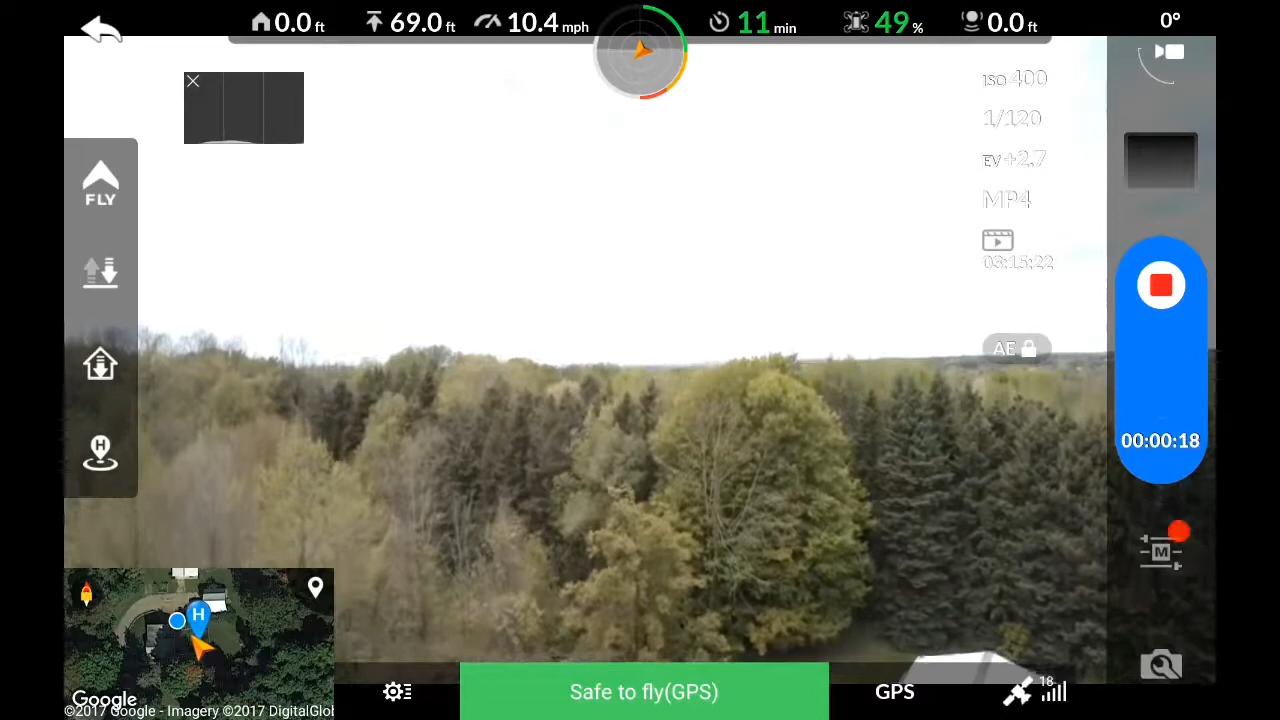 0.0 ft
69.0 ft
10.4 mph
11 min
49 %
0.0 ft
0°
ISO 400
1/120
EV +2.7
MP4
03:15:22
FLY
AE
H
00:00:18
M
H
Google
©2017 Google - Imagery ©2017 DigitalGlo
Safe to fly(GPS)
GPS
18